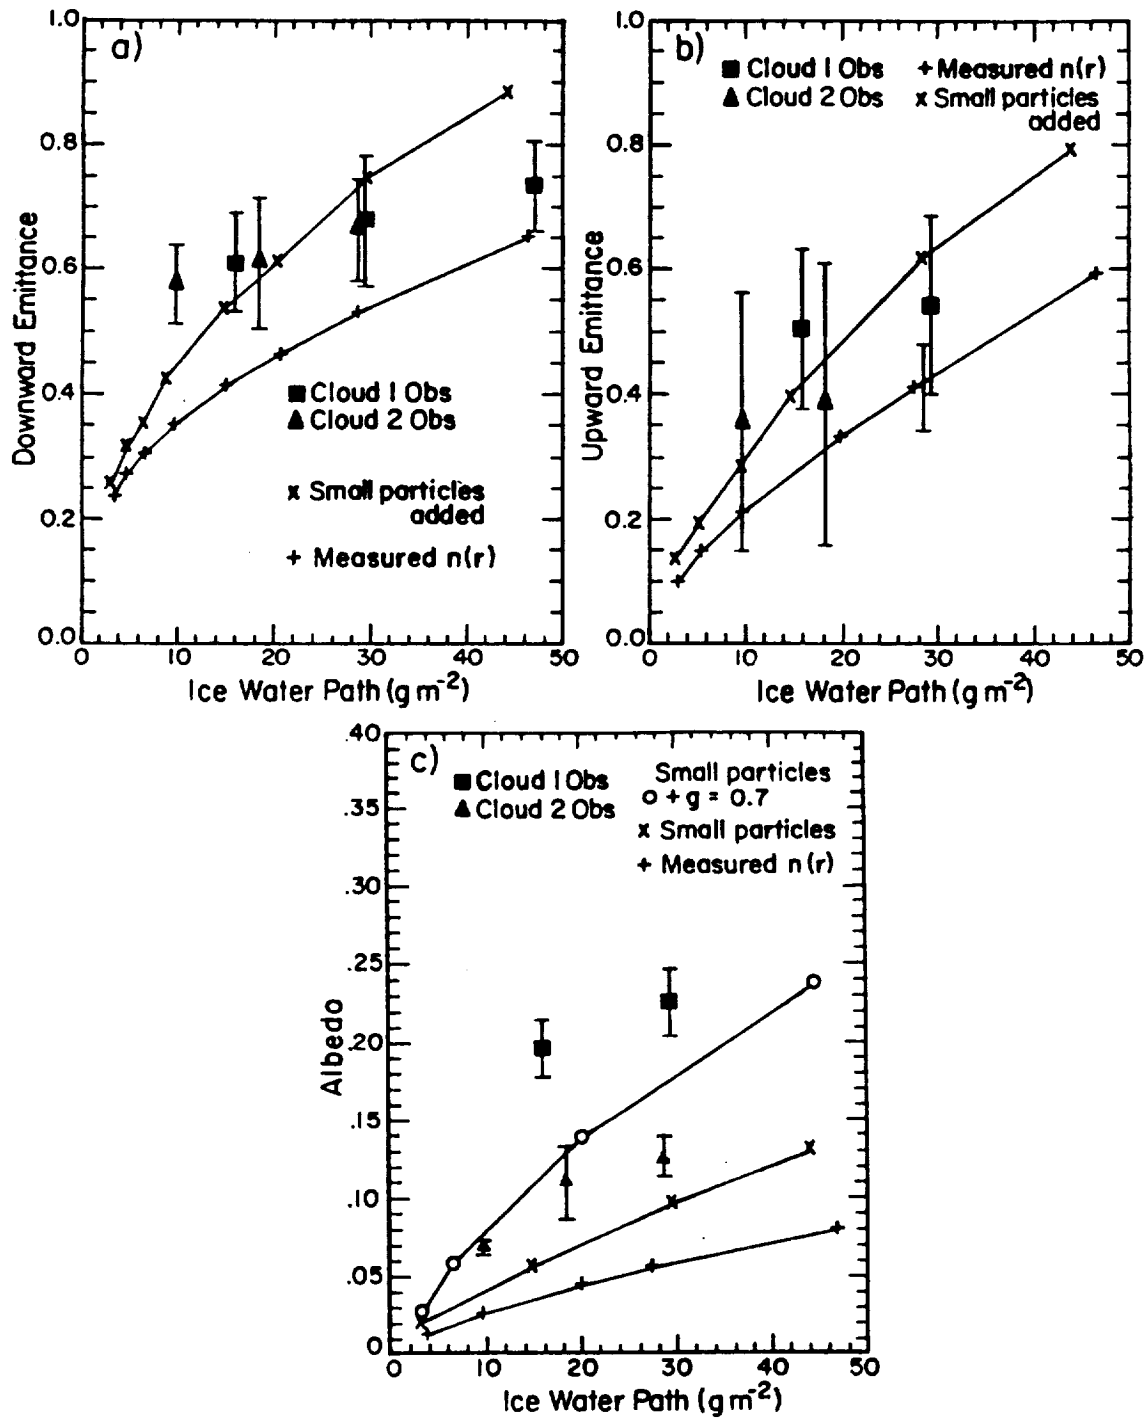 a)
1.0
0.8
0.6
0.4
0.2
0.0
Downward Emittance
Cloud 1 Obs
Cloud 2 Obs
x Small particles
added
+ Measured n(r)
0 10 20 30 40 50
Ice Water Path (g m⁻²)
b)
1.0
0.8
0.6
0.4
0.2
0.0
Upward Emittance
Cloud 1 Obs + Measured n(r)
Cloud 2 Obs x Small particles
added
0 10 20 30 40 50
Ice Water Path (g m⁻²)
c)
.40
.35
.30
.25
.20
.15
.10
.05
0
Albedo
Cloud 1 Obs
Cloud 2 Obs
Small particles
o + g = 0.7
x Small particles
+ Measured n(r)
0 10 20 30 40 50
Ice Water Path (g m⁻²)